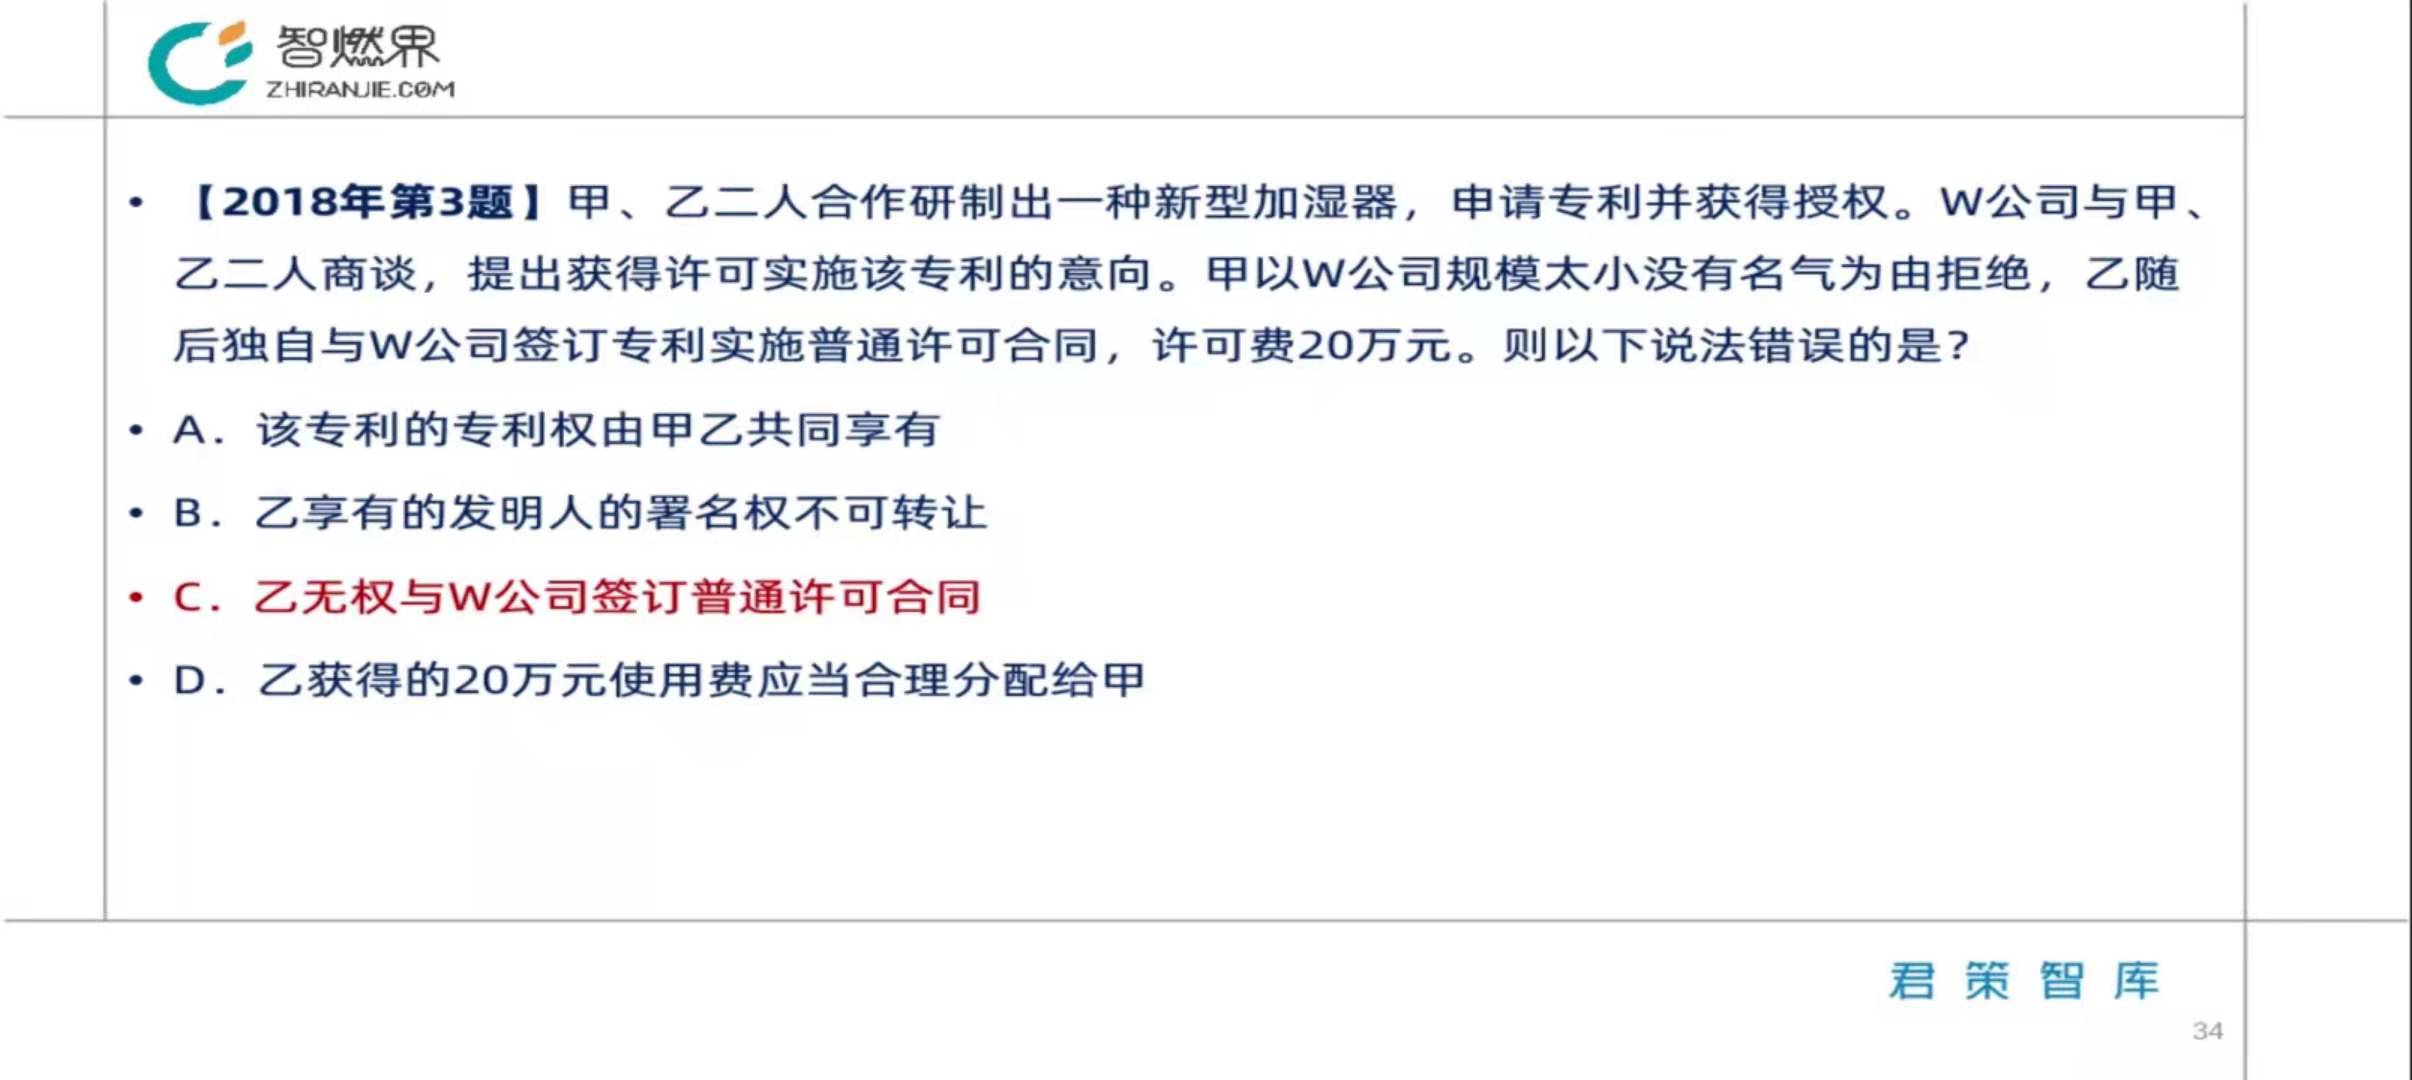 智燃界
ZHIRANJIE.COM
• 【2018年第3题】甲、乙二人合作研制出一种新型加湿器，申请专利并获得授权。W公司与甲、
乙二人商谈，提出获得许可实施该专利的意向。甲以W公司规模太小没有名气为由拒绝，乙随
后独自与W公司签订专利实施普通许可合同，许可费20万元。则以下说法错误的是？
• A. 该专利的专利权由甲乙共同享有
• B. 乙享有的发明人的署名权不可转让
• C. 乙无权与W公司签订普通许可合同
• D. 乙获得的20万元使用费应当合理分配给甲
君策智库
34